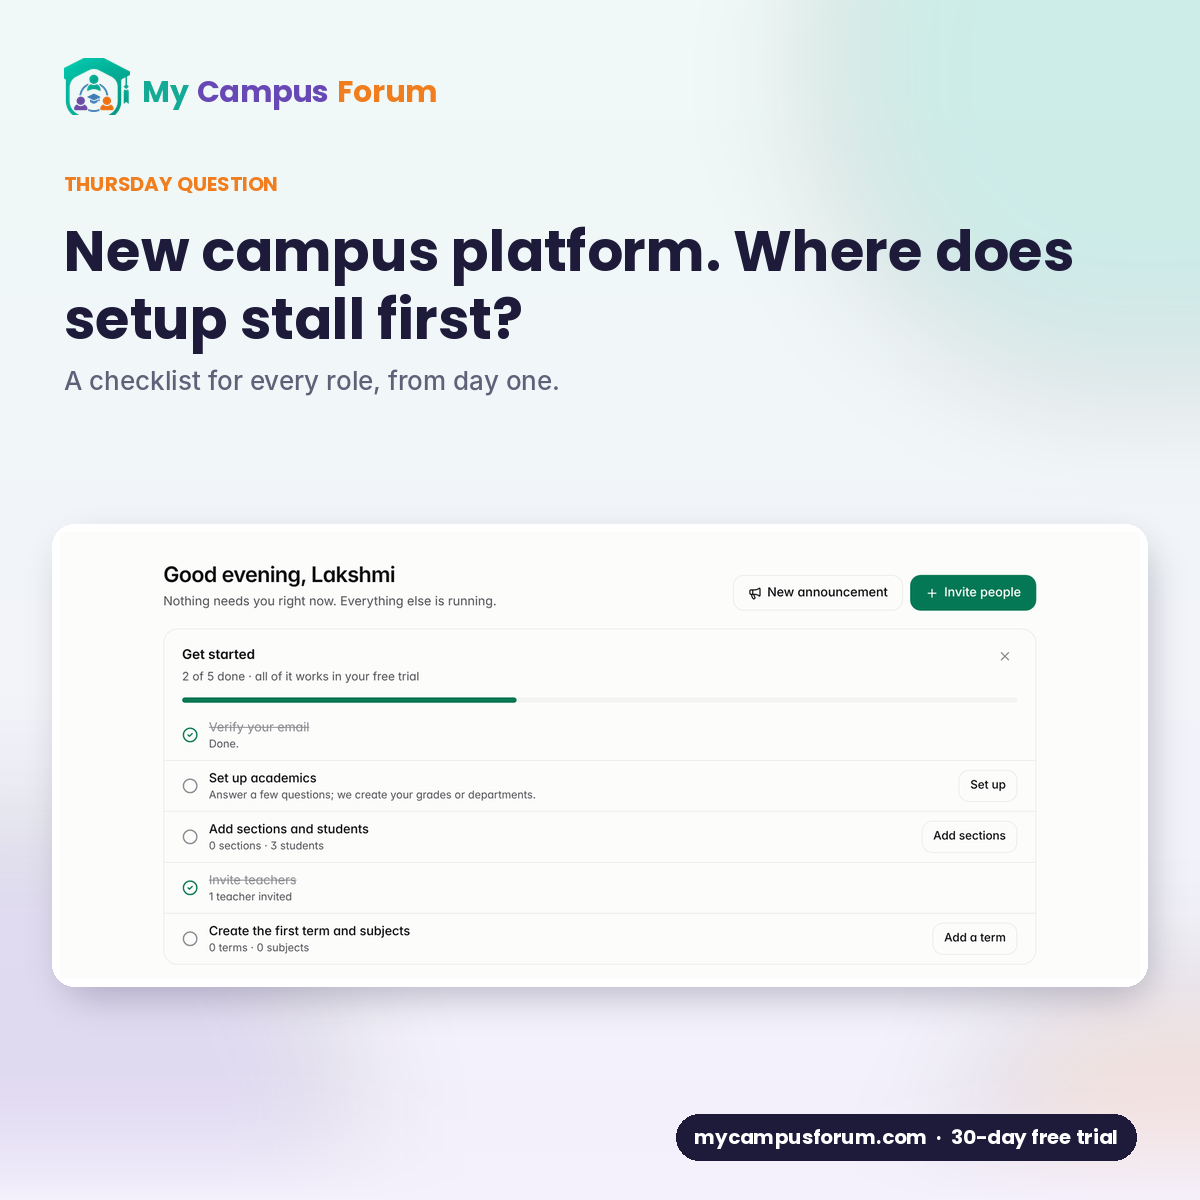 My Campus Forum
THURSDAY QUESTION
New campus platform. Where does
setup stall first?
A checklist for every role, from day one.
Good evening, Lakshmi
Nothing needs you right now. Everything else is running.
New announcement
+ Invite people
Get started
2 of 5 done · all of it works in your free trial
Verify your email
Done.
Set up academics
Answer a few questions; we create your grades or departments.
Set up
Add sections and students
0 sections · 3 students
Add sections
Invite teachers
1 teacher invited
Create the first term and subjects
0 terms · 0 subjects
Add a term
mycampusforum.com · 30-day free trial